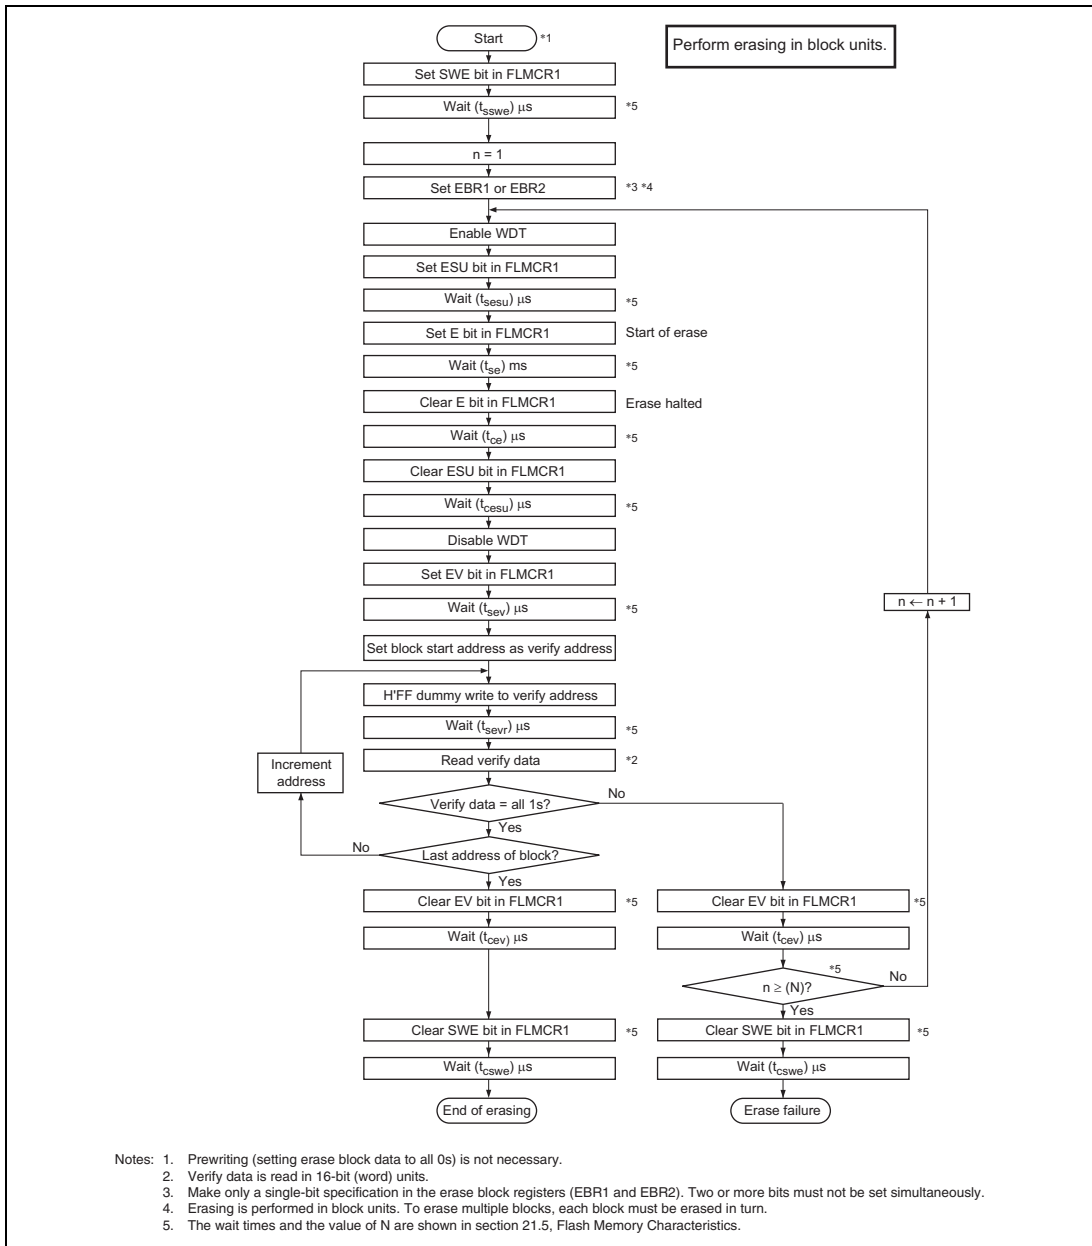 Start *1
Perform erasing in block units.
Set SWE bit in FLMCR1
Wait (tsswe) μs *5
n = 1
Set EBR1 or EBR2 *3 *4
Enable WDT
Set ESU bit in FLMCR1
Wait (tsesu) μs *5
Set E bit in FLMCR1 Start of erase
Wait (tse) ms *5
Clear E bit in FLMCR1 Erase halted
Wait (tce) μs *5
Clear ESU bit in FLMCR1
Wait (tcesu) μs *5
Disable WDT
Set EV bit in FLMCR1
Wait (tsev) μs *5
n ← n + 1
Set block start address as verify address
H'FF dummy write to verify address
Wait (tsevr) μs *5
Read verify data *2
Increment
address
Verify data = all 1s? No
Yes
No Last address of block?
Yes
Clear EV bit in FLMCR1 *5 Clear EV bit in FLMCR1 *5
Wait (tcev) μs Wait (tcev) μs
*5
n ≥ (N)? No
Yes
Clear SWE bit in FLMCR1 *5 Clear SWE bit in FLMCR1 *5
Wait (tcswe) μs Wait (tcswe) μs
End of erasing Erase failure
Notes: 1. Prewriting (setting erase block data to all 0s) is not necessary.
2. Verify data is read in 16-bit (word) units.
3. Make only a single-bit specification in the erase block registers (EBR1 and EBR2). Two or more bits must not be set simultaneously.
4. Erasing is performed in block units. To erase multiple blocks, each block must be erased in turn.
5. The wait times and the value of N are shown in section 21.5, Flash Memory Characteristics.